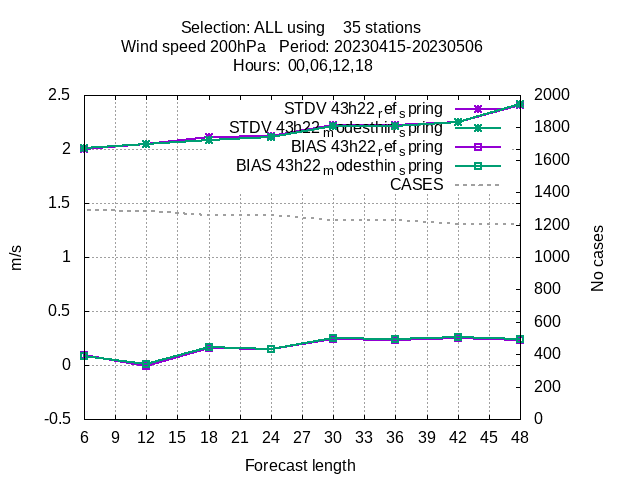 Selection: ALL using    35 stations
Wind speed 200hPa   Period: 20230415-20230506
Hours:  00,06,12,18
2.5
2
1.5
1
0.5
0
-0.5
m/s
STDV 43h22_ref_spring
STDV 43h22_modesthin_spring
BIAS 43h22_ref_spring
BIAS 43h22_modesthin_spring
CASES
2000
1800
1600
1400
1200
1000
800
600
400
200
0
No cases
6 9 12 15 18 21 24 27 30 33 36 39 42 45 48
Forecast length